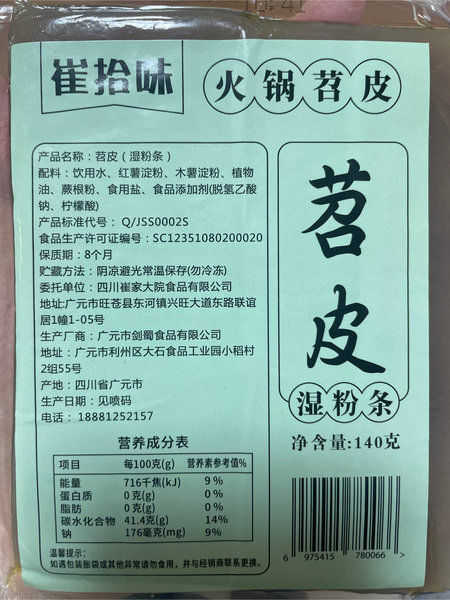 崔拾味
火锅苕皮
产品名称：苕皮（湿粉条）
配料：饮用水、红薯淀粉、木薯淀粉、植物
油、蕨根粉、食用盐、食品添加剂(脱氢乙酸
钠、柠檬酸)
产品标准代号：Q/JSS0002S
食品生产许可证编号：SC12351080200020
保质期：8个月
贮藏方法：阴凉避光常温保存(勿冷冻)
委托单位：四川崔家大院食品有限公司
地址:广元市旺苍县东河镇兴旺大道东路联谊
居1幢1-05号
生产厂商：广元市剑蜀食品有限公司
地址：广元市利州区大石食品工业园小稻村
2组55号
产地：四川省广元市
生产日期：见喷码
电话：18881252157
营养成分表
项目 每100克(g) 营养素参考值%
能量 716千焦(kJ) 9%
蛋白质 0克(g) 0%
脂肪 0克(g) 0%
碳水化合物 41.4克(g) 14%
钠 176毫克(mg) 9%
温馨提示：
如遇包装胀袋或其他异常请勿食用，并与经销商联系更换。
苕皮
湿粉条
净含量:140克
6 975415 780066 >